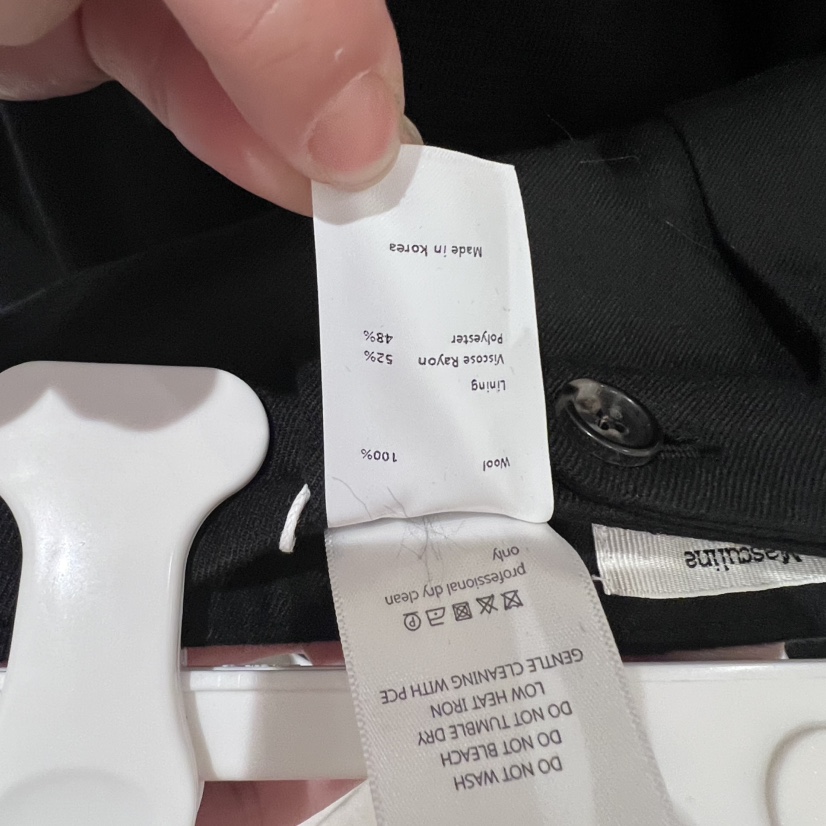 DO NOT WASH
DO NOT BLEACH
DO NOT TUMBLE DRY
LOW HEAT IRON
GENTLE CLEANING WITH PCE
P
professional dry clean
only
Wool 100%
Lining
Viscose Rayon 52%
Polyester 48%
Made in Korea
Masculine